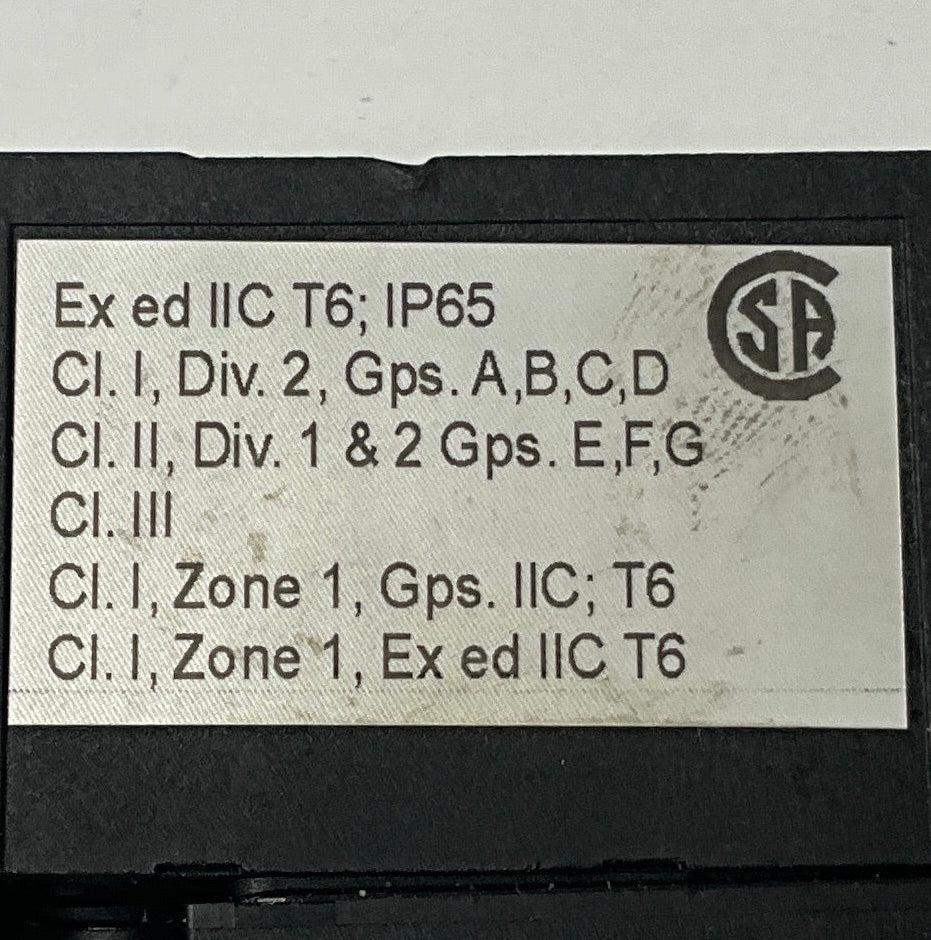 Ex ed IIC T6; IP65
CSA
Cl. I, Div. 2, Gps. A,B,C,D
Cl. II, Div. 1 & 2 Gps. E,F,G
Cl. III
Cl. I, Zone 1, Gps. IIC; T6
Cl. I, Zone 1, Ex ed IIC T6